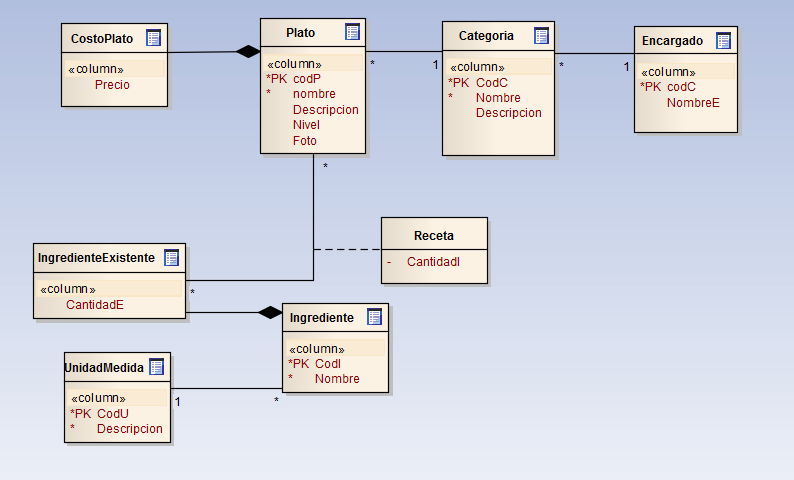 CostoPlato
«column»
Precio
Plato
«column»
*PK codP
* nombre
Descripcion
Nivel
Foto
*
1
Categoria
«column»
*PK CodC
* Nombre
Descripcion
*
1
Encargado
«column»
*PK codC
NombreE
*
Receta
- CantidadI
IngredienteExistente
«column»
CantidadE
*
Ingrediente
«column»
*PK CodI
* Nombre
UnidadMedida
«column»
*PK CodU
* Descripcion
1
*